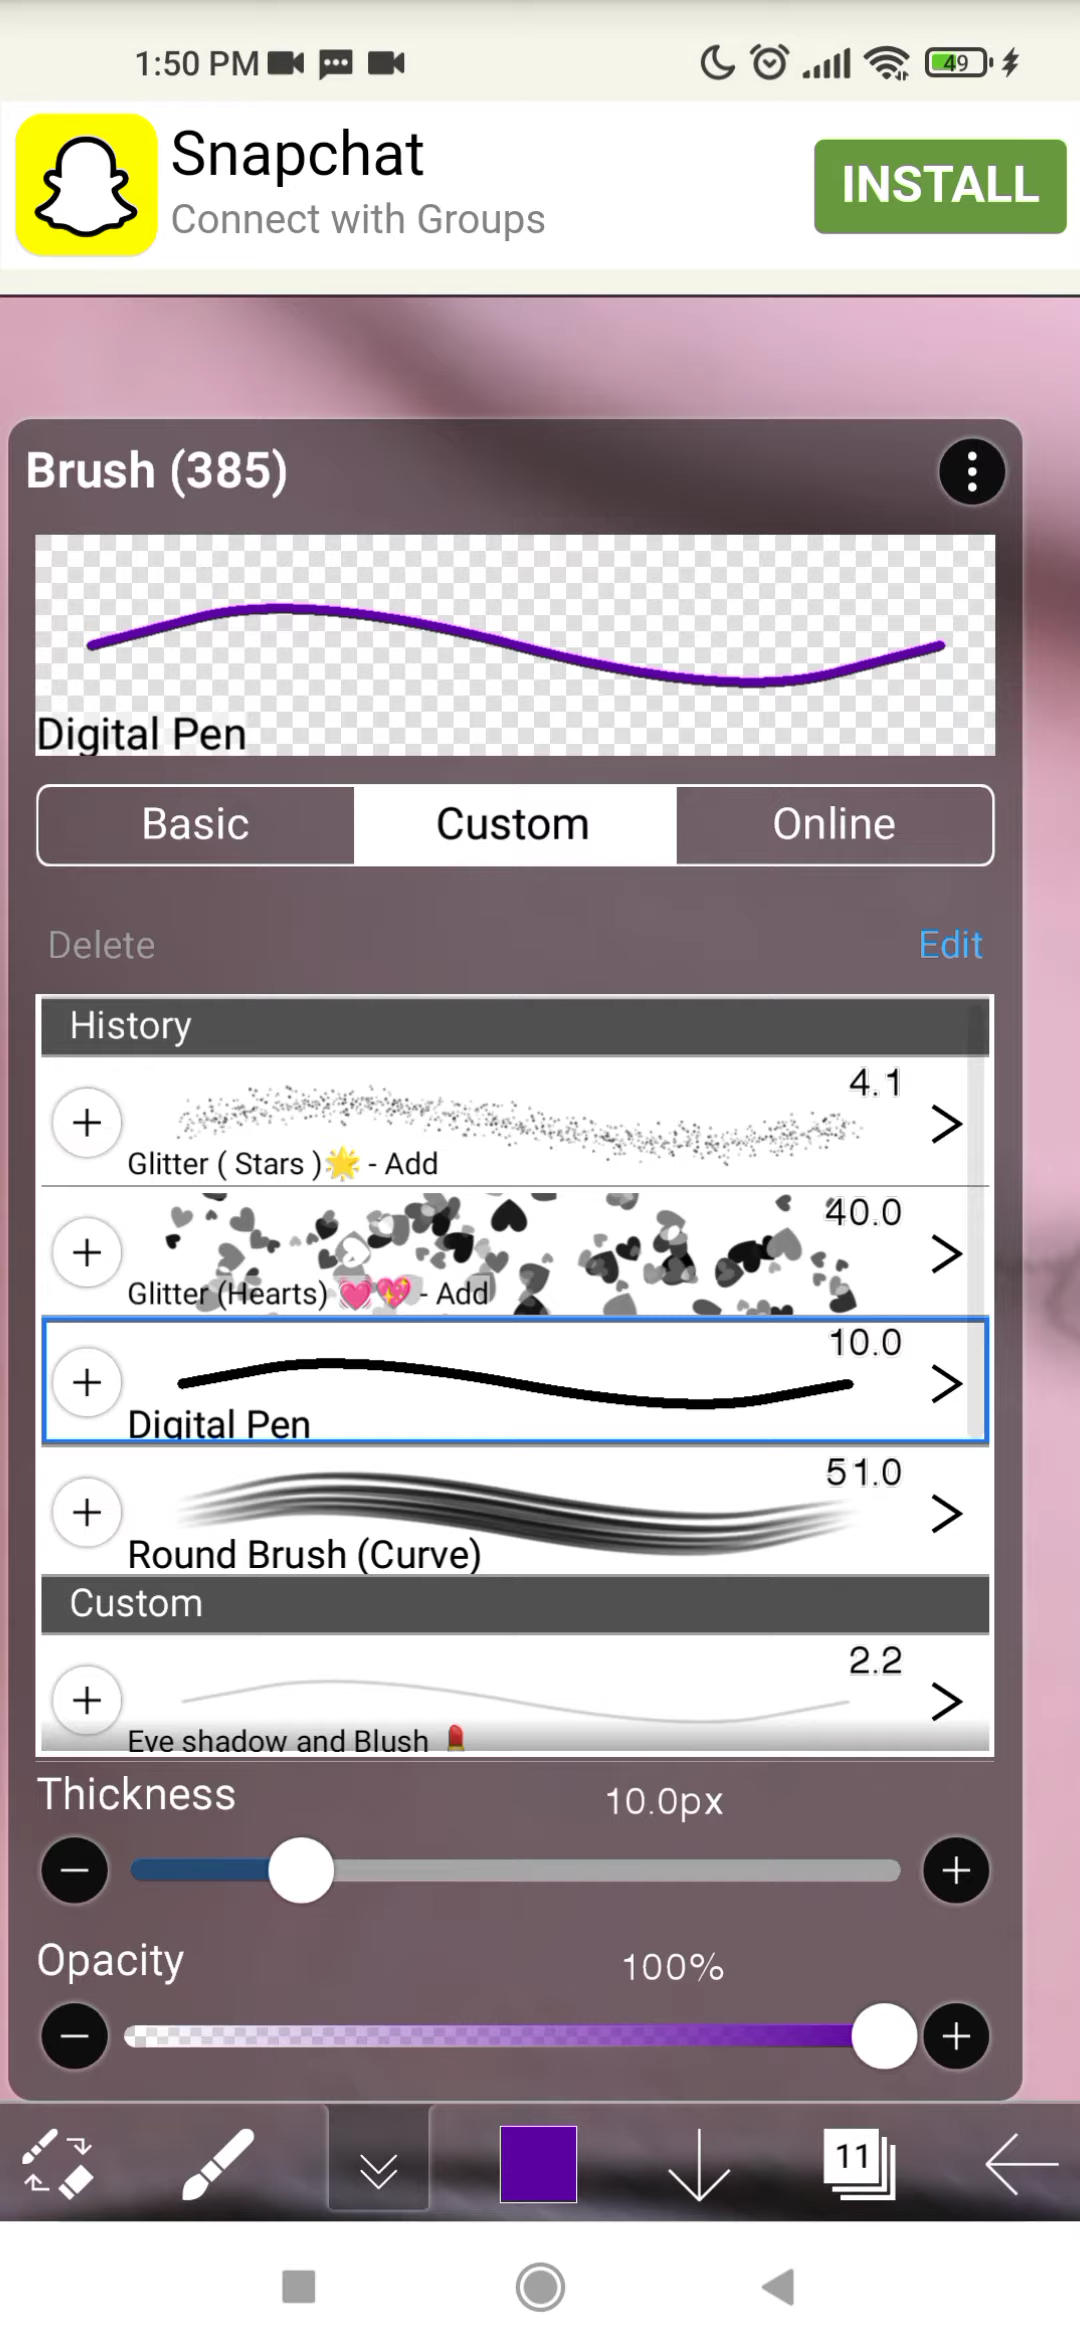 1:50 PM
49
Snapchat
Connect with Groups
INSTALL
Brush (385)
Digital Pen
Basic
Custom
Online
Delete
Edit
History
4.1
Glitter ( Stars )🌟 - Add
40.0
Glitter (Hearts) 💓💖 - Add
10.0
Digital Pen
51.0
Round Brush (Curve)
Custom
2.2
Eye shadow and Blush 💄
Thickness
10.0px
Opacity
100%
11